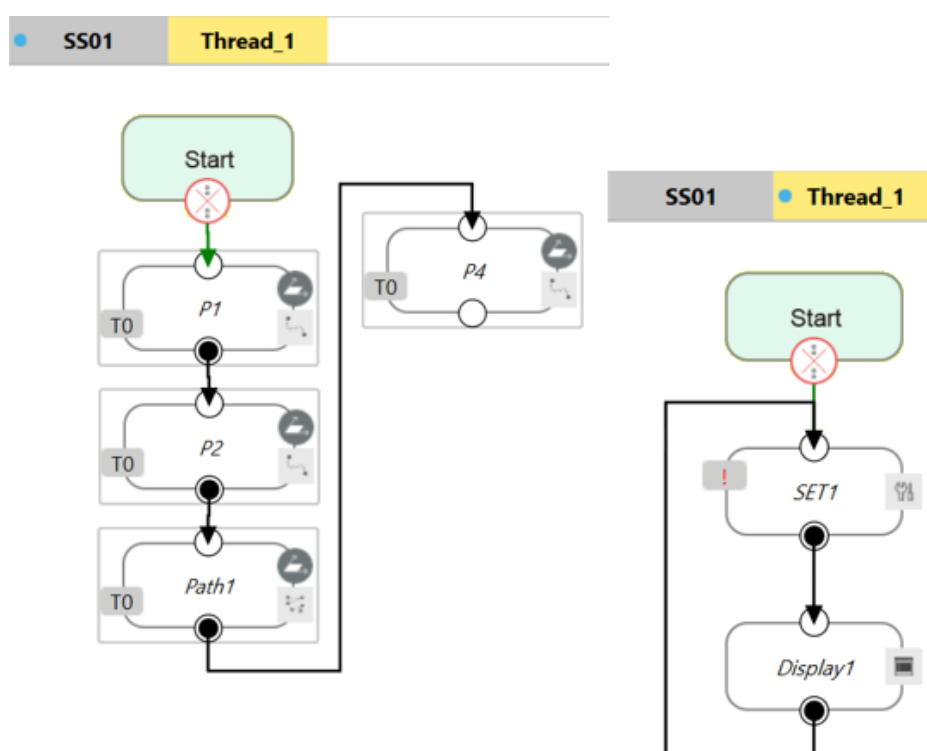 SS01 Thread_1
Start
P1
T0
P2
T0
Path1
T0
P4
T0
SS01 Thread_1
Start
!
SET1
Display1